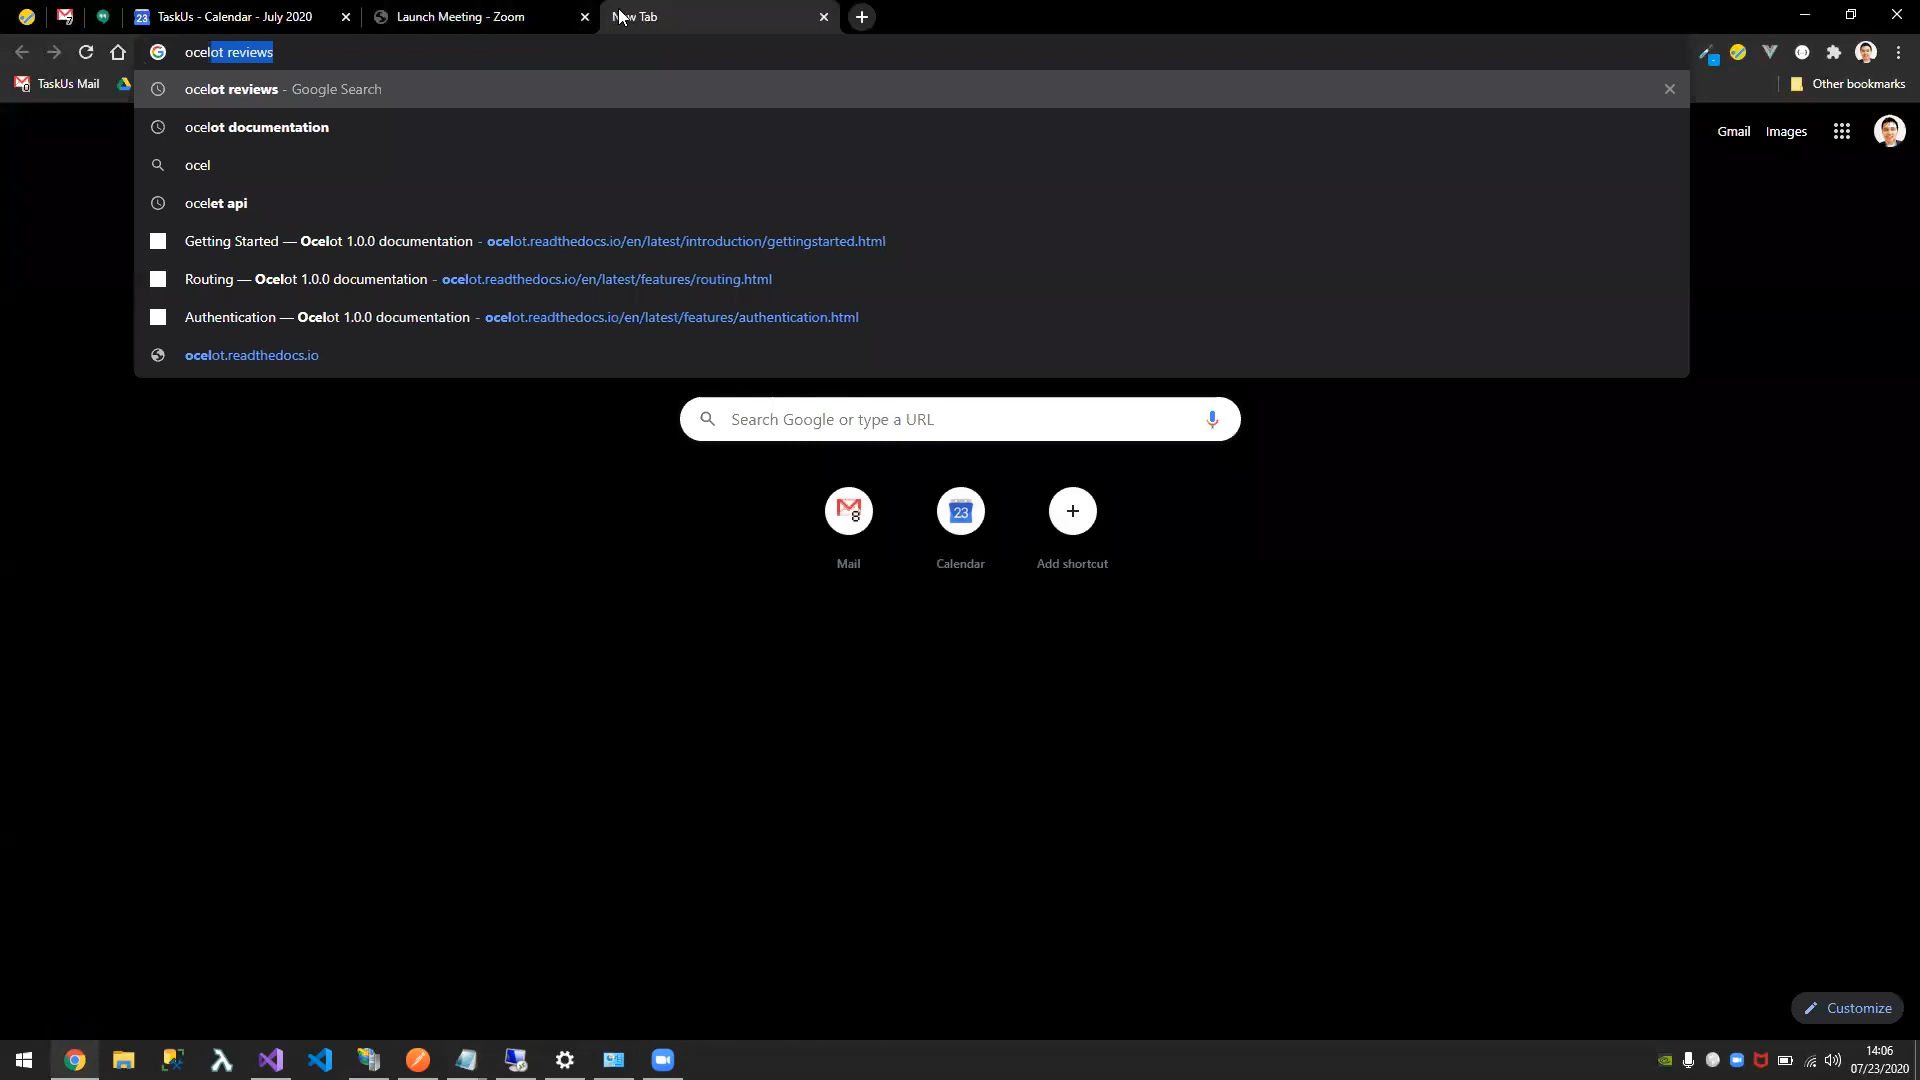 TaskUs - Calendar - July 2020
Launch Meeting - Zoom
New Tab
ocelot reviews
TaskUs Mail
Other bookmarks
ocelot reviews - Google Search
ocelot documentation
ocel
ocelet api
Getting Started — Ocelot 1.0.0 documentation - ocelot.readthedocs.io/en/latest/introduction/gettingstarted.html
Routing — Ocelot 1.0.0 documentation - ocelot.readthedocs.io/en/latest/features/routing.html
Authentication — Ocelot 1.0.0 documentation - ocelot.readthedocs.io/en/latest/features/authentication.html
ocelot.readthedocs.io
Gmail Images
Search Google or type a URL
8
23
Mail
Calendar
Add shortcut
Customize
14:06
07/23/2020